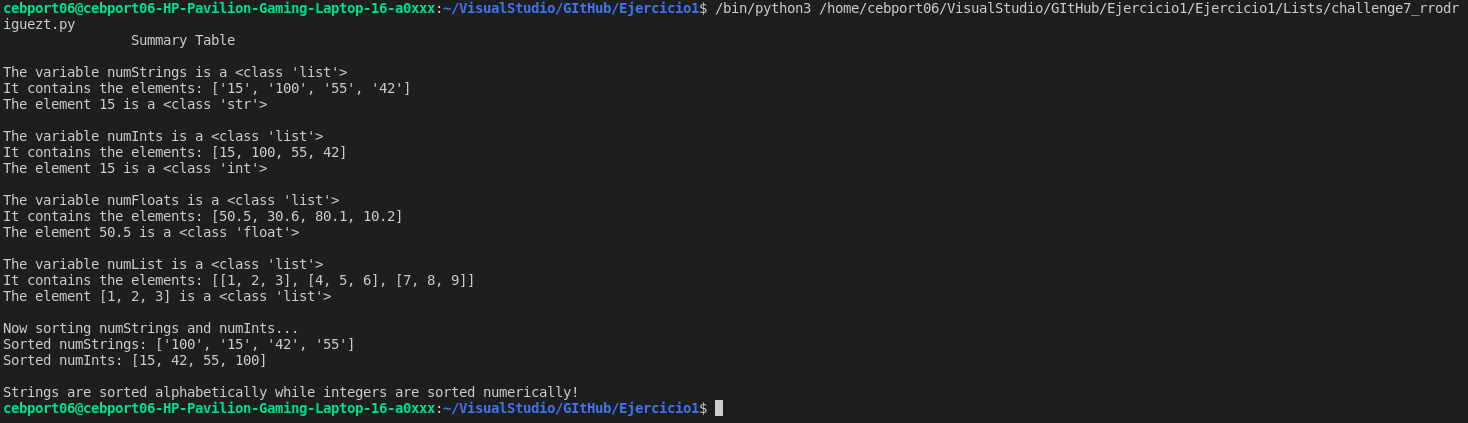 cebport06@cebport06-HP-Pavilion-Gaming-Laptop-16-a0xxx:~/VisualStudio/GItHub/Ejercicio1$ /bin/python3 /home/cebport06/VisualStudio/GItHub/Ejercicio1/Ejercicio1/Lists/challenge7_rrodr
iguezt.py
Summary Table
The variable numStrings is a <class 'list'>
It contains the elements: ['15', '100', '55', '42']
The element 15 is a <class 'str'>
The variable numInts is a <class 'list'>
It contains the elements: [15, 100, 55, 42]
The element 15 is a <class 'int'>
The variable numFloats is a <class 'list'>
It contains the elements: [50.5, 30.6, 80.1, 10.2]
The element 50.5 is a <class 'float'>
The variable numList is a <class 'list'>
It contains the elements: [[1, 2, 3], [4, 5, 6], [7, 8, 9]]
The element [1, 2, 3] is a <class 'list'>
Now sorting numStrings and numInts...
Sorted numStrings: ['100', '15', '42', '55']
Sorted numInts: [15, 42, 55, 100]
Strings are sorted alphabetically while integers are sorted numerically!
cebport06@cebport06-HP-Pavilion-Gaming-Laptop-16-a0xxx:~/VisualStudio/GItHub/Ejercicio1$